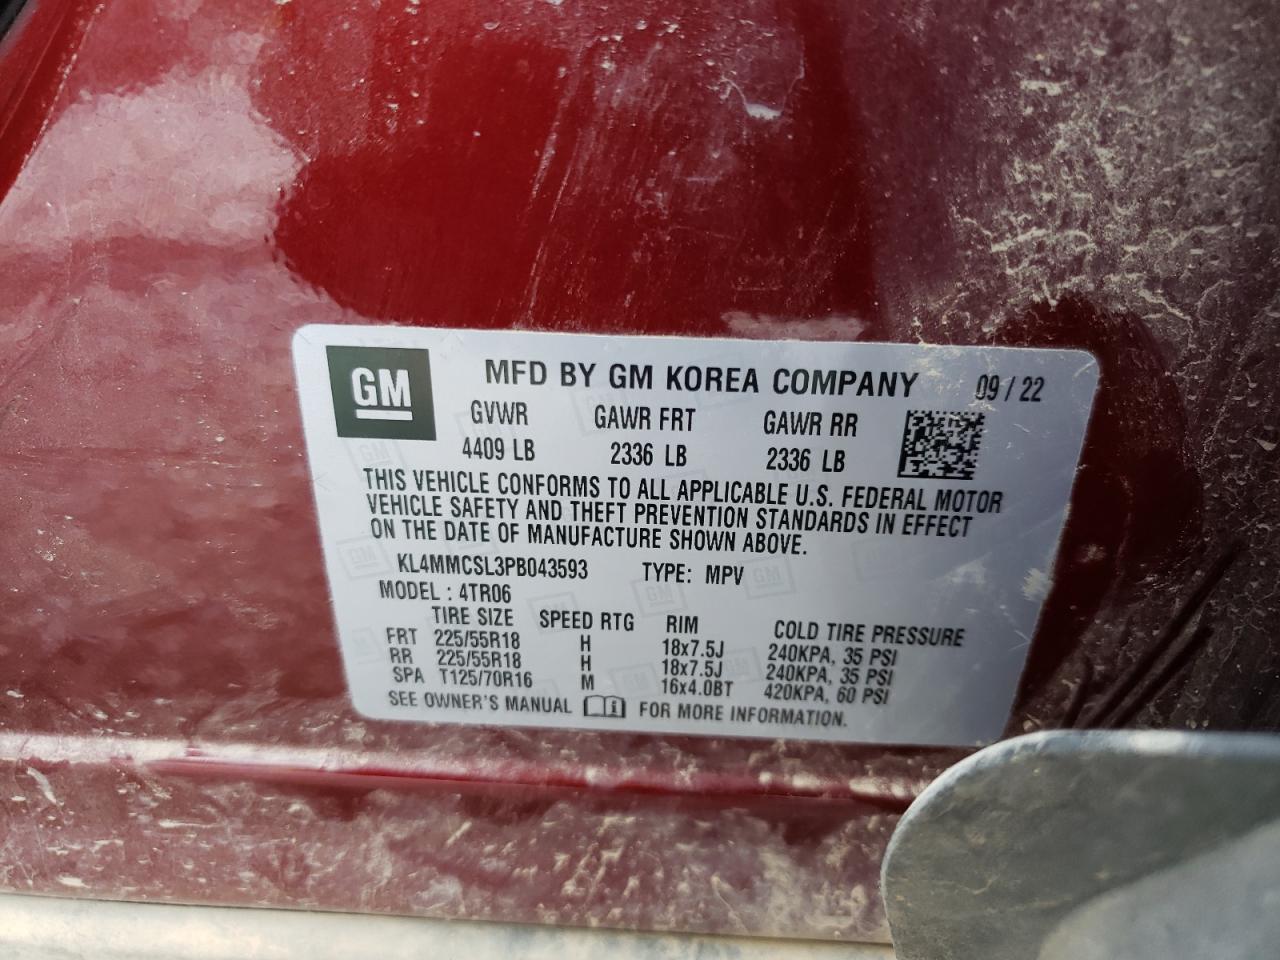 GM
MFD BY GM KOREA COMPANY 09 / 22
GVWR GAWR FRT GAWR RR
4409 LB 2336 LB 2336 LB
THIS VEHICLE CONFORMS TO ALL APPLICABLE U.S. FEDERAL MOTOR
VEHICLE SAFETY AND THEFT PREVENTION STANDARDS IN EFFECT
ON THE DATE OF MANUFACTURE SHOWN ABOVE.
KL4MMCSL3PB043593 TYPE: MPV
MODEL : 4TR06
TIRE SIZE SPEED RTG RIM COLD TIRE PRESSURE
FRT 225/55R18 H 18x7.5J 240KPA, 35 PSI
RR 225/55R18 H 18x7.5J 240KPA, 35 PSI
SPA T125/70R16 M 16x4.0BT 420KPA, 60 PSI
SEE OWNER'S MANUAL FOR MORE INFORMATION.